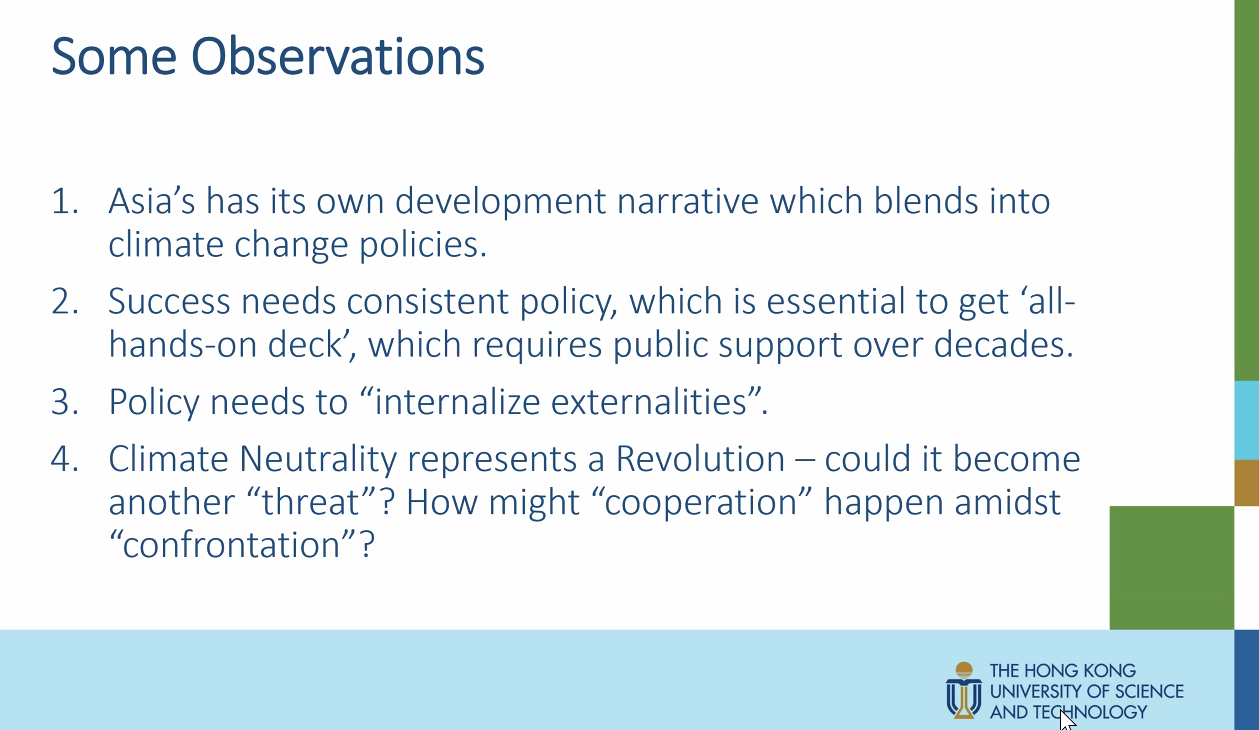 Some Observations
1. Asia’s has its own development narrative which blends into
climate change policies.
2. Success needs consistent policy, which is essential to get ‘all-
hands-on deck’, which requires public support over decades.
3. Policy needs to “internalize externalities”.
4. Climate Neutrality represents a Revolution – could it become
another “threat”? How might “cooperation” happen amidst
“confrontation”?
THE HONG KONG
UNIVERSITY OF SCIENCE
AND TECHNOLOGY